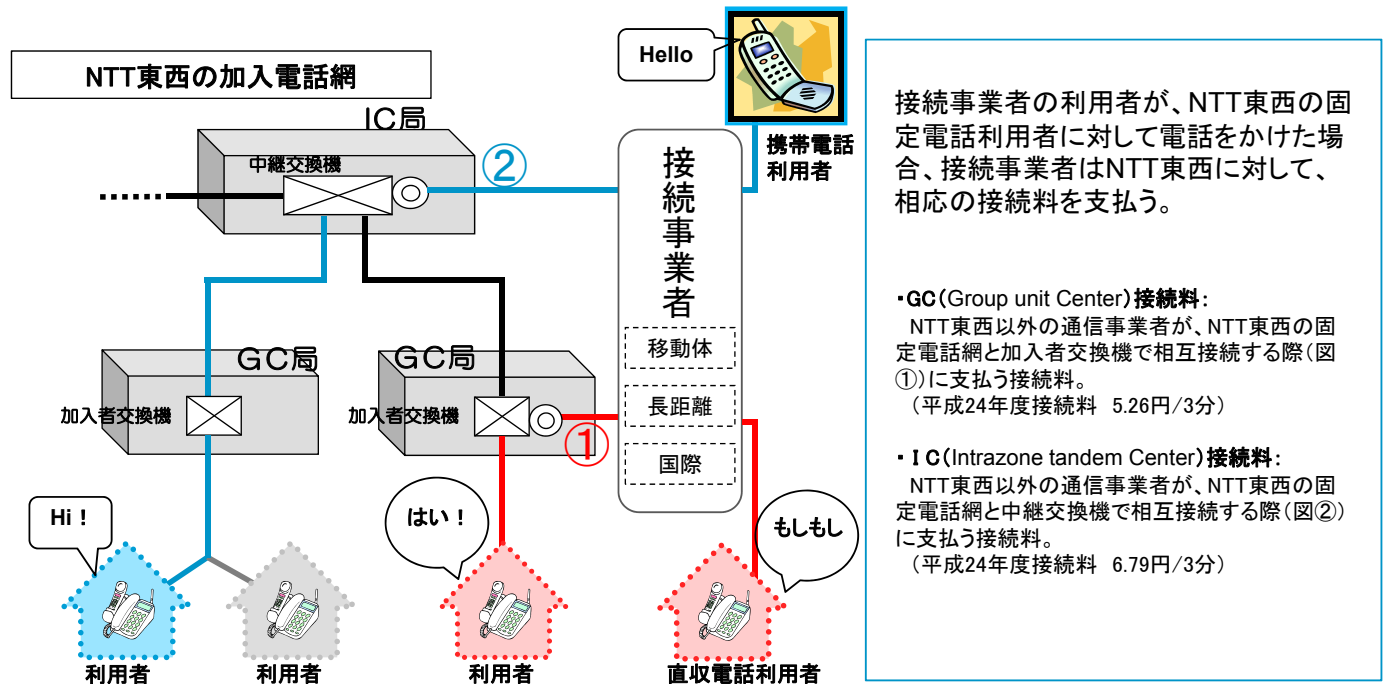 NTT東西の加入電話網
Hello
携帯電話
利用者
IC局
中継交換機
②
接続事業者
移動体
長距離
国際
GC局
加入者交換機
GC局
加入者交換機
①
Hi！
はい！
もしもし
利用者
利用者
利用者
直収電話利用者
接続事業者の利用者が、NTT東西の固
定電話利用者に対して電話をかけた場
合、接続事業者はNTT東西に対して、
相応の接続料を支払う。
・GC(Group unit Center)接続料：
NTT東西以外の通信事業者が、NTT東西の固
定電話網と加入者交換機で相互接続する際(図
①)に支払う接続料。
(平成24年度接続料 5.26円/3分)
・ＩＣ(Intrazone tandem Center)接続料：
NTT東西以外の通信事業者が、NTT東西の固
定電話網と中継交換機で相互接続する際(図②)
に支払う接続料。
(平成24年度接続料 6.79円/3分)